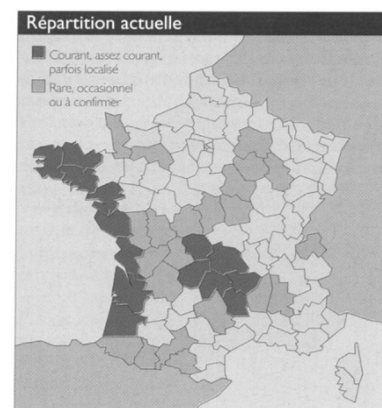 Répartition actuelle
Courant, assez courant,
parfois localisé
Rare, occasionnel
ou à confirmer